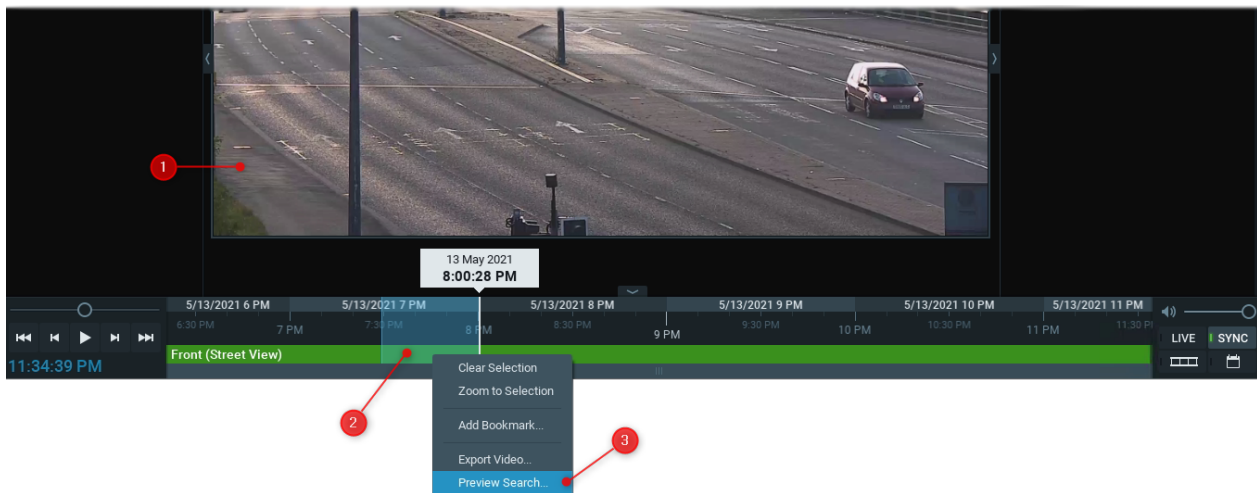 1
13 May 2021
8:00:28 PM
5/13/2021 6 PM 5/13/2021 7 PM 5/13/2021 8 PM 5/13/2021 9 PM 5/13/2021 10 PM 5/13/2021 11 PM
6:30 PM 7 PM 7:30 PM 8 PM 8:30 PM 9 PM 9:30 PM 10 PM 10:30 PM 11 PM 11:30
LIVE SYNC
Front (Street View)
11:34:39 PM
Clear Selection
Zoom to Selection
2
Add Bookmark...
3
Export Video...
Preview Search...